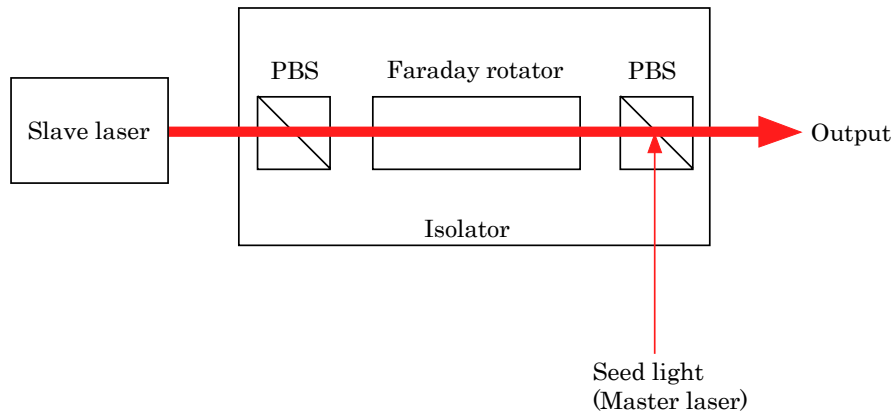 PBS
Faraday rotator
PBS
Slave laser
Output
Isolator
Seed light
(Master laser)